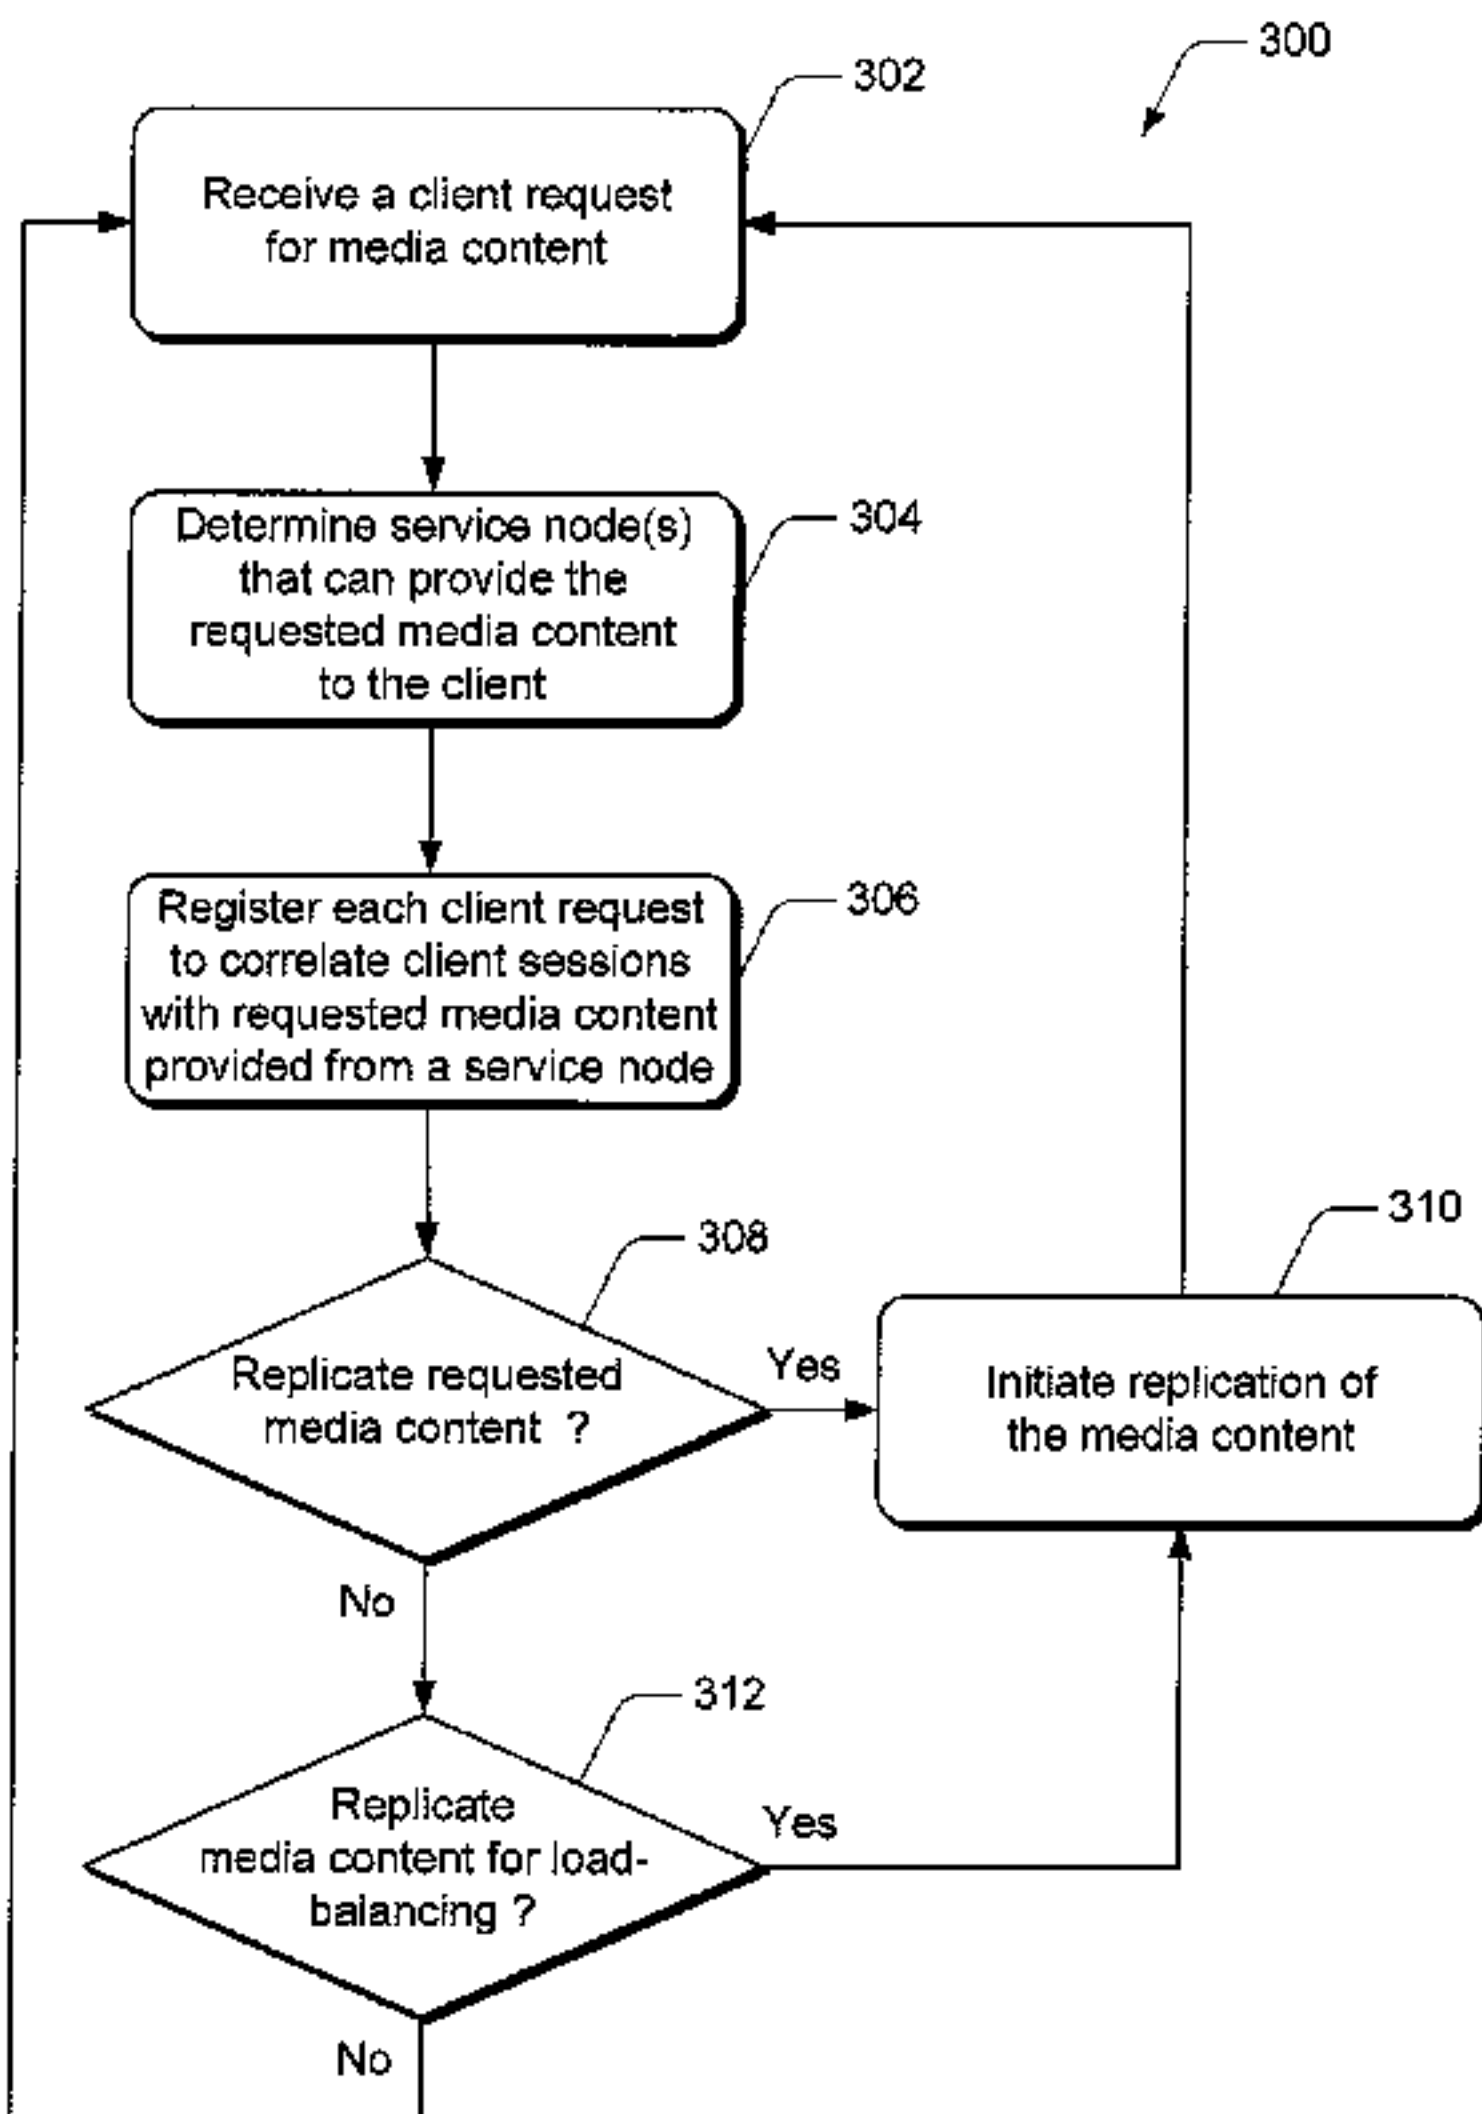 300
302
Receive a client request
for media content
304
Determine service node(s)
that can provide the
requested media content
to the client
306
Register each client request
to correlate client sessions
with requested media content
provided from a service node
308
Replicate requested
media content ?
Yes
310
Initiate replication of
the media content
No
312
Replicate
media content for load-
balancing ?
Yes
No